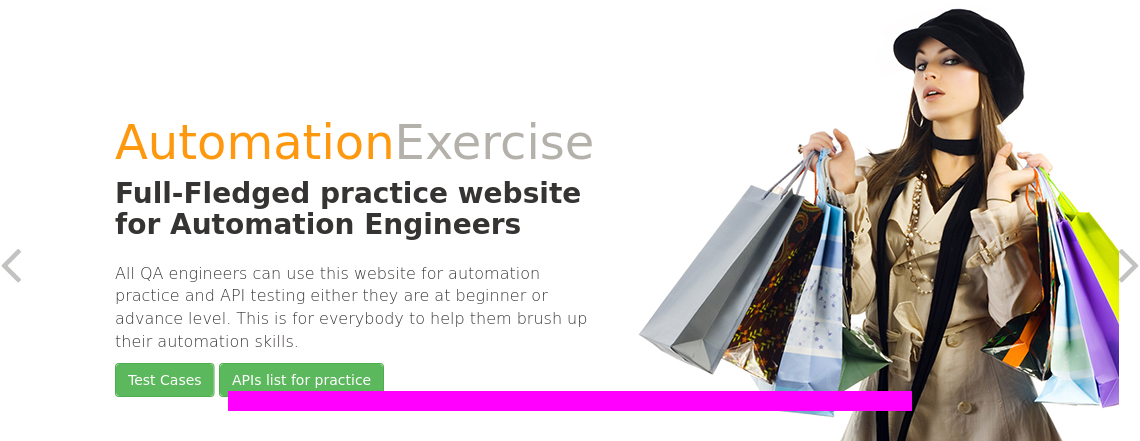 AutomationExercise
Full-Fledged practice website
for Automation Engineers
All QA engineers can use this website for automation
practice and API testing either they are at beginner or
advance level. This is for everybody to help them brush up
their automation skills.
Test Cases
APIs list for practice